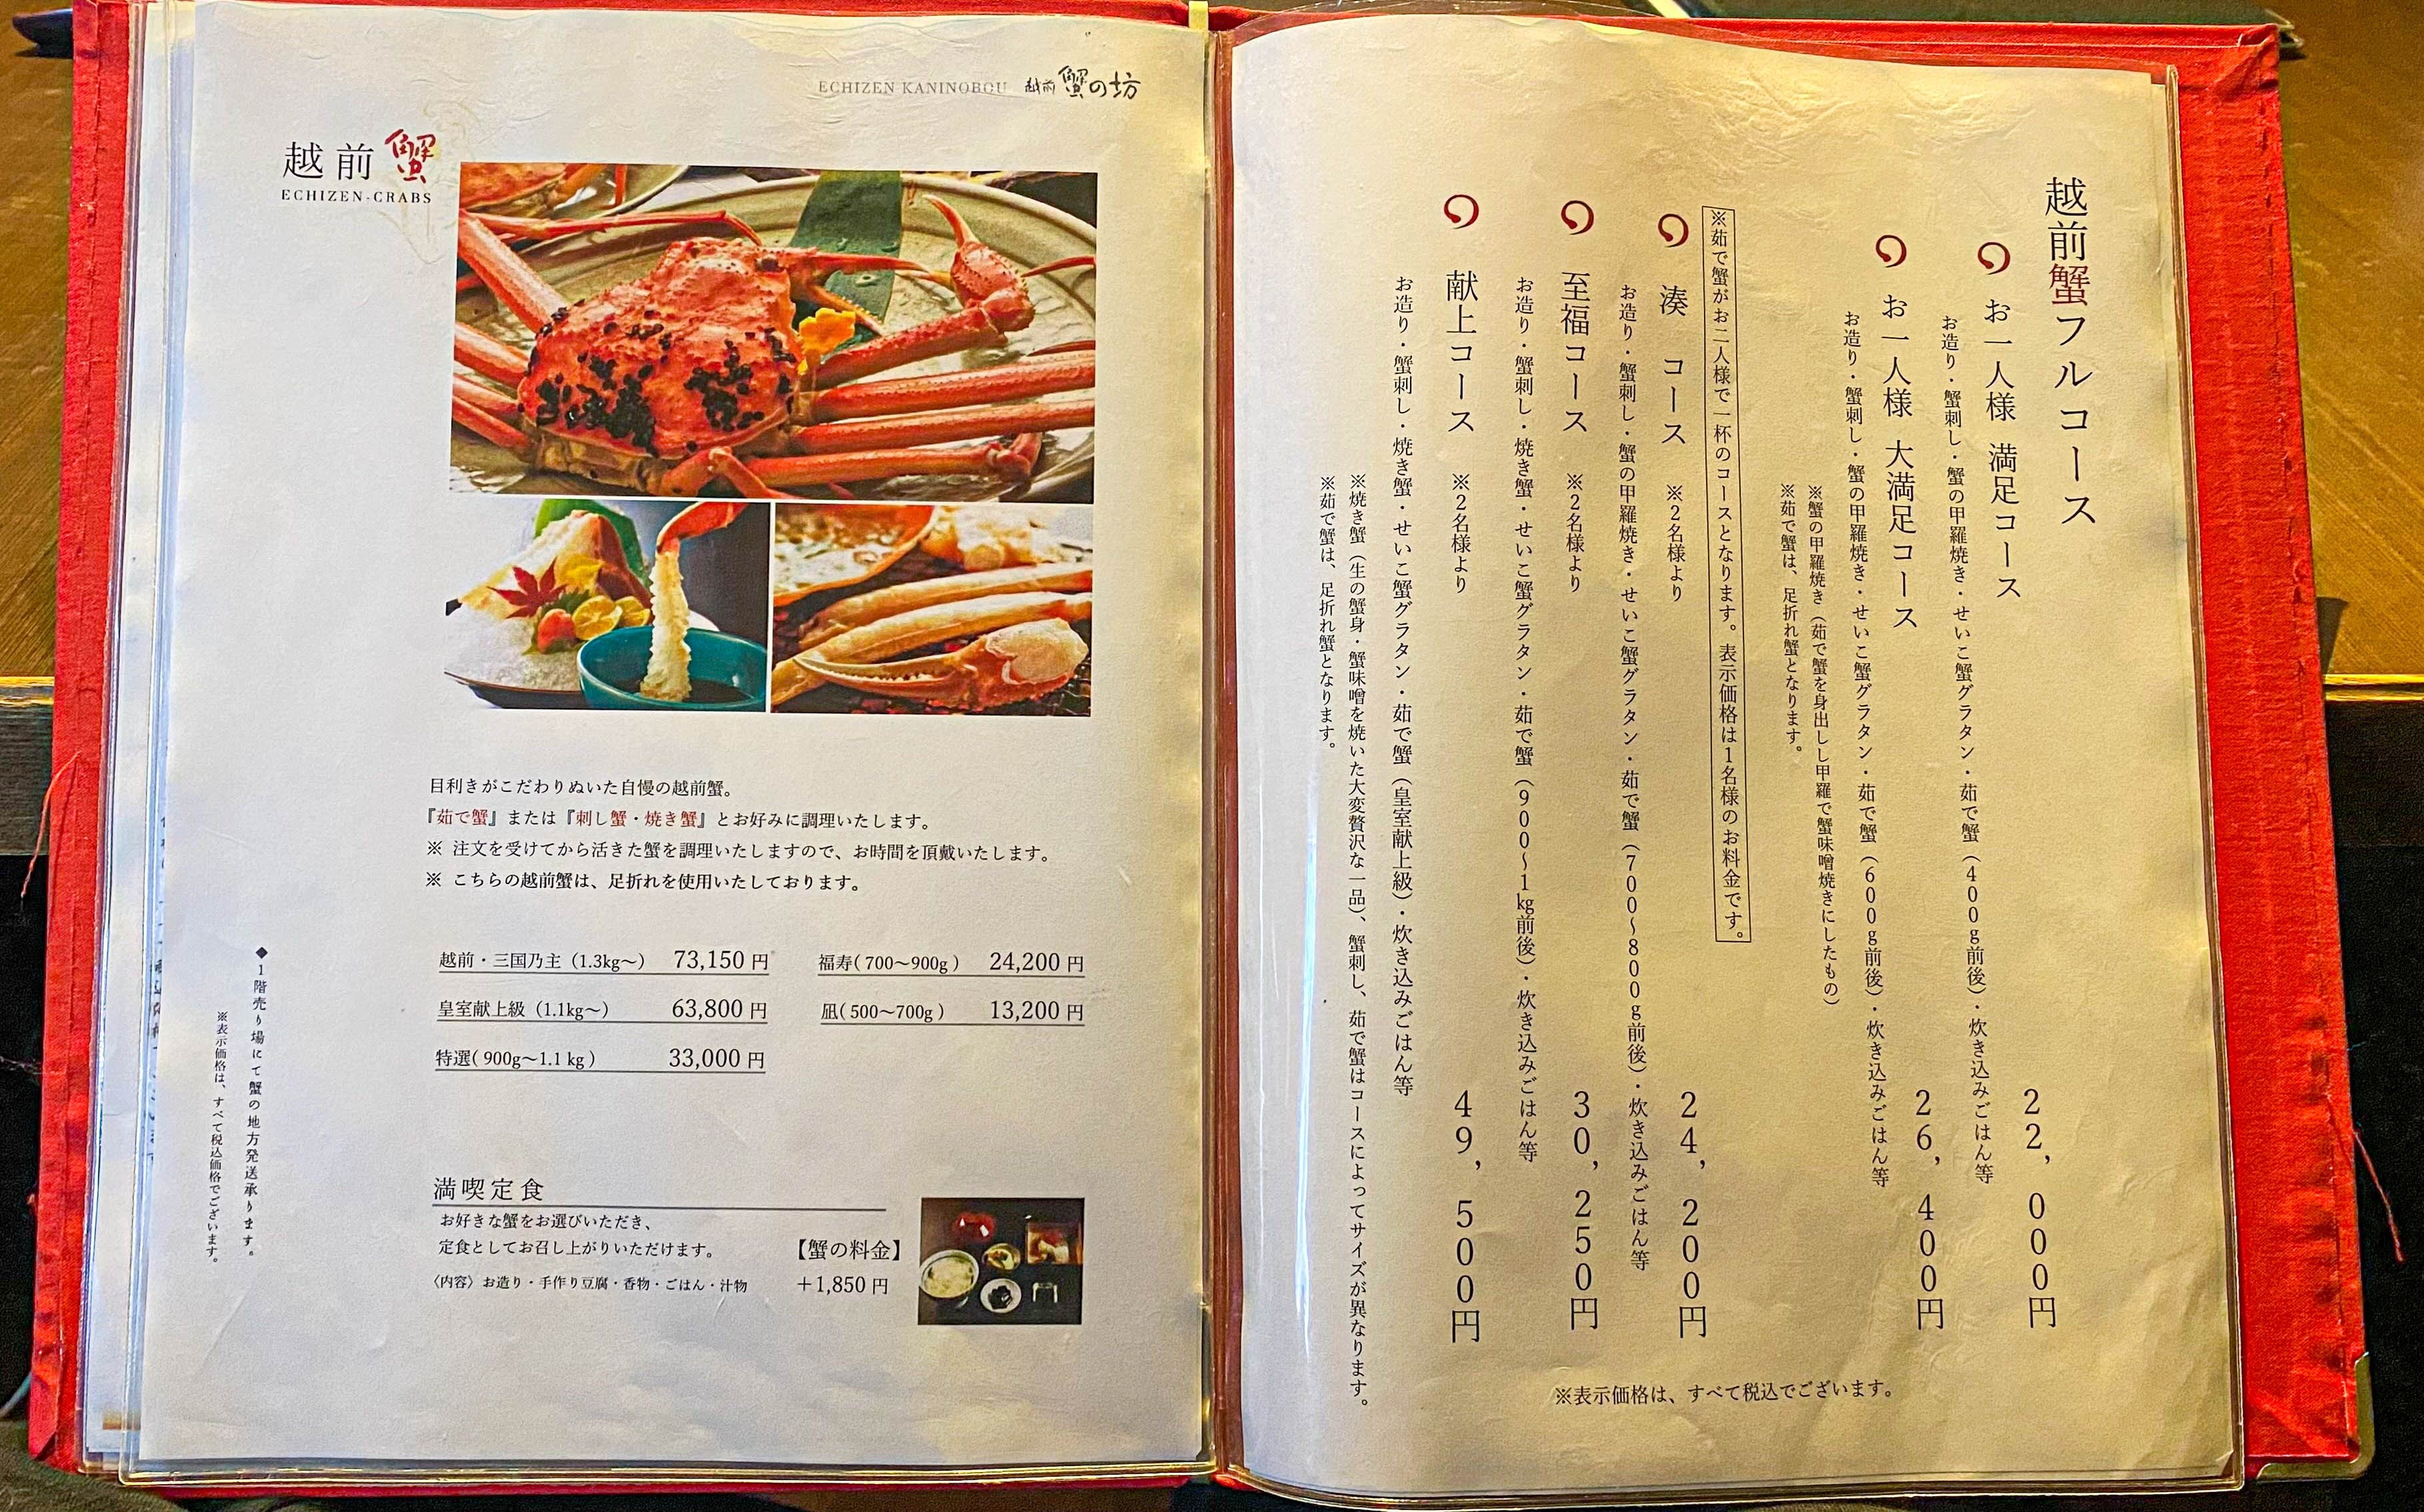 ECHIZEN KANINOBOU 越前 蟹の坊
越前蟹
ECHIZEN-CRABS
目利きがこだわりぬいた自慢の越前蟹。
『茹で蟹』または『刺し蟹・焼き蟹』とお好みに調理いたします。
※ 注文を受けてから活きた蟹を調理いたしますので、お時間を頂戴いたします。
※ こちらの越前蟹は、足折れを使用いたしております。
越前・三国乃主（1.3kg～） 73,150 円
皇室献上級（1.1kg～） 63,800 円
特選( 900g～1.1 kg ) 33,000 円
福寿( 700～900g ) 24,200 円
凪( 500～700g ) 13,200 円
満喫定食
お好きな蟹をお選びいただき、
定食としてお召し上がりいただけます。
〈内容〉お造り・手作り豆腐・香物・ごはん・汁物
【蟹の料金】
＋1,850 円
◆1階売り場にて蟹の地方発送承ります。
※表示価格は、すべて税込価格でございます。
越前蟹フルコース
お一人様 満足コース 22,000円
お造り・蟹刺し・蟹の甲羅焼き・せいこ蟹グラタン・茹で蟹（400g前後）・炊き込みごはん等
お一人様 大満足コース 26,400円
お造り・蟹刺し・蟹の甲羅焼き・せいこ蟹グラタン・茹で蟹（600g前後）・炊き込みごはん等
※蟹の甲羅焼き（茹で蟹を身出しし甲羅で蟹味噌焼きにしたもの）
※茹で蟹は、足折れ蟹となります。
※茹で蟹がお二人様で一杯のコースとなります。表示価格は1名様のお料金です。
湊 コース ※2名様より 24,200円
お造り・蟹刺し・蟹の甲羅焼き・せいこ蟹グラタン・茹で蟹（700～800g前後）・炊き込みごはん等
至福コース ※2名様より 30,250円
お造り・蟹刺し・焼き蟹・せいこ蟹グラタン・茹で蟹（900～1kg前後）・炊き込みごはん等
献上コース ※2名様より 49,500円
お造り・蟹刺し・焼き蟹・せいこ蟹グラタン・茹で蟹（皇室献上級）・炊き込みごはん等
※焼き蟹（生の蟹身・蟹味噌を焼いた大変贅沢な一品）、蟹刺し、茹で蟹はコースによってサイズが異なります。
※茹で蟹は、足折れ蟹となります。
※表示価格は、すべて税込でございます。